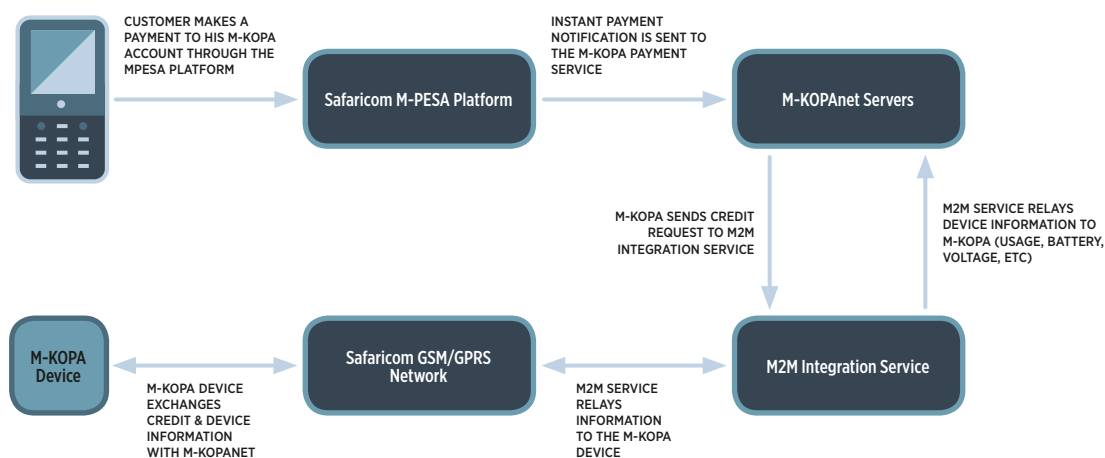 CUSTOMER MAKES A
PAYMENT TO HIS M-KOPA
ACCOUNT THROUGH THE
MPESA PLATFORM
Safaricom M-PESA Platform
INSTANT PAYMENT
NOTIFICATION IS SENT TO
THE M-KOPA PAYMENT
SERVICE
M-KOPAnet Servers
M-KOPA SENDS CREDIT
REQUEST TO M2M
INTEGRATION SERVICE
M2M SERVICE RELAYS
DEVICE INFORMATION TO
M-KOPA (USAGE, BATTERY,
VOLTAGE, ETC)
M-KOPA
Device
M-KOPA DEVICE
EXCHANGES
CREDIT & DEVICE
INFORMATION
WITH M-KOPANET
Safaricom GSM/GPRS
Network
M2M SERVICE
RELAYS
INFORMATION
TO THE M-KOPA
DEVICE
M2M Integration Service